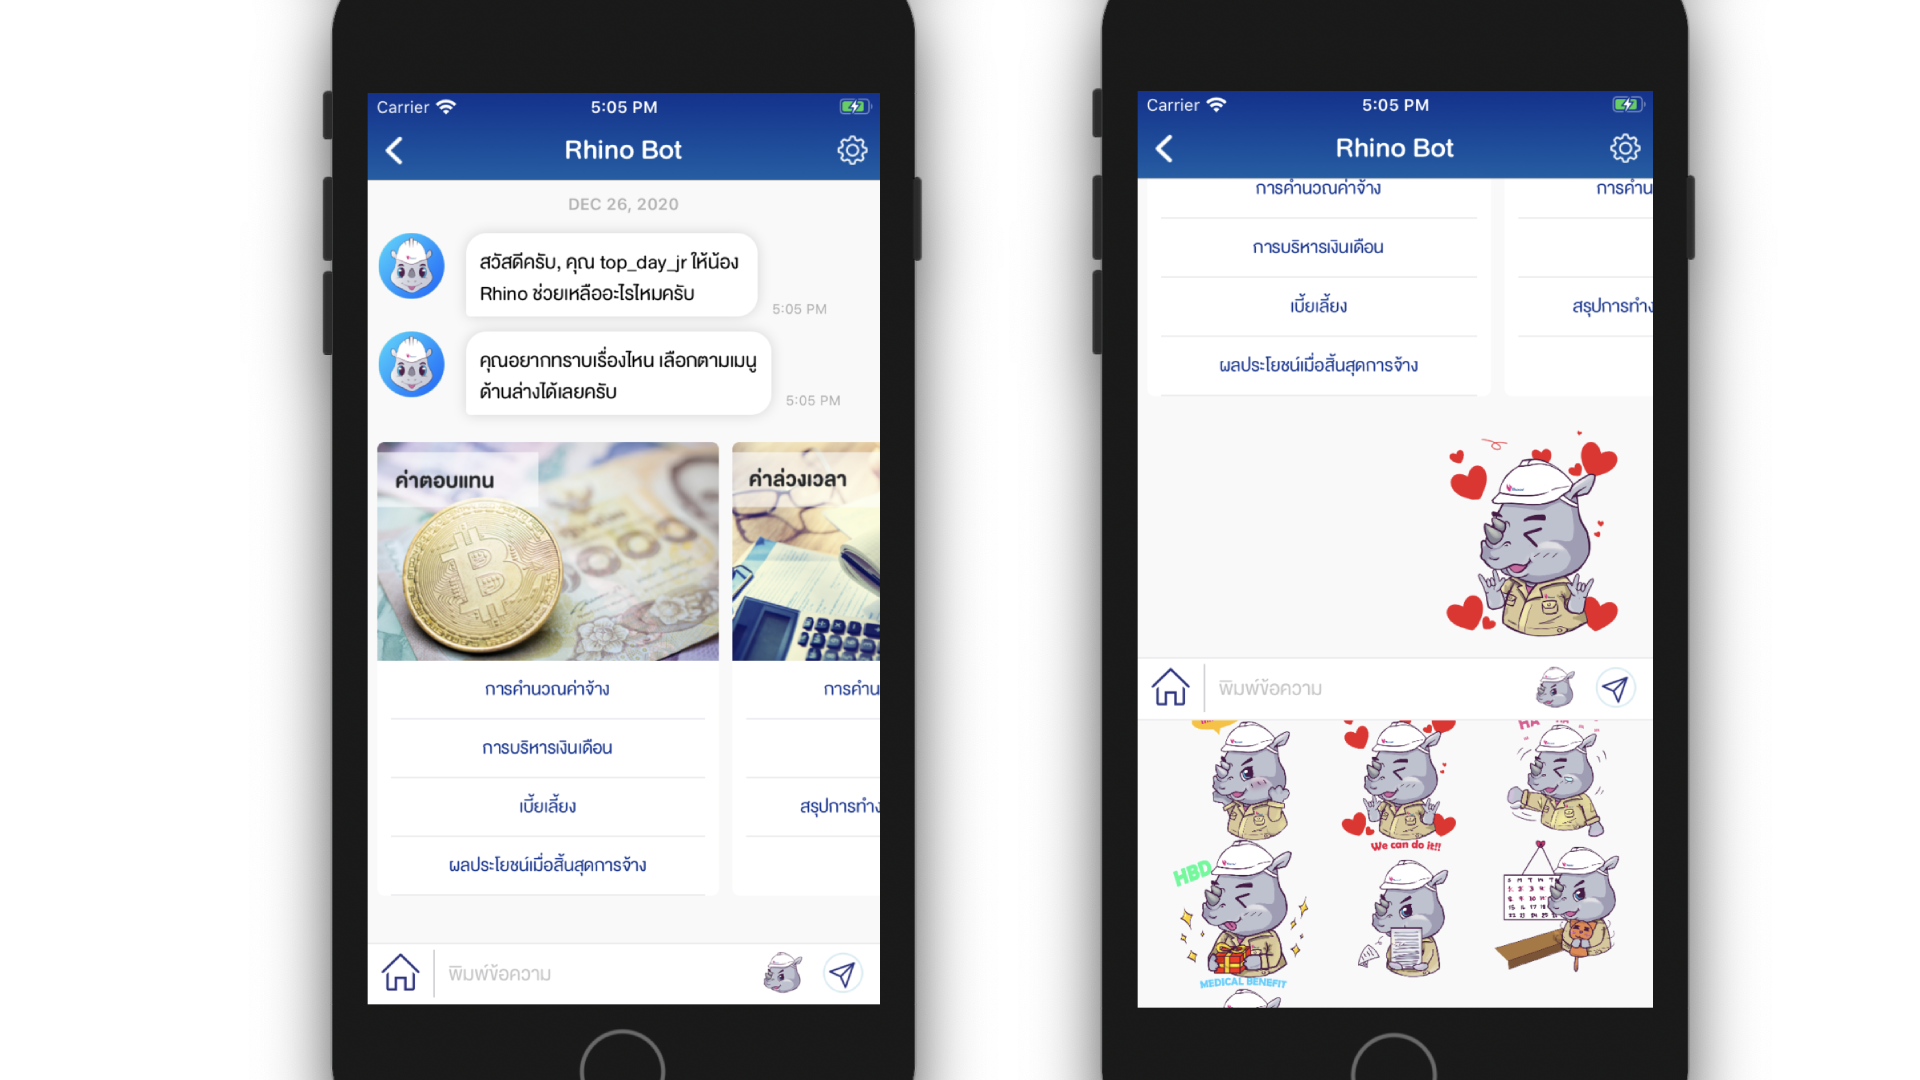 Carrier
5:05 PM
Rhino Bot
DEC 26, 2020
สวัสดีครับ, คุณ top_day_jr ให้น้อง
Rhino ช่วยเหลืออะไรไหมครับ
5:05 PM
คุณอยากทราบเรื่องไหน เลือกตามเมนู
ด้านล่างได้เลยครับ
5:05 PM
ค่าตอบแทน
ค่าล่วงเวลา
การคำนวณค่าจ้าง
การคำน
การบริหารเงินเดือน
เบี้ยเลี้ยง
สรุปการทำง
ผลประโยชน์เมื่อสิ้นสุดการจ้าง
พิมพ์ข้อความ
Carrier
5:05 PM
Rhino Bot
การคำนวณค่าจ้าง
การคำน
การบริหารเงินเดือน
เบี้ยเลี้ยง
สรุปการทำง
ผลประโยชน์เมื่อสิ้นสุดการจ้าง
พิมพ์ข้อความ
HA
We can do it!!
HBD
MEDICAL BENEFIT